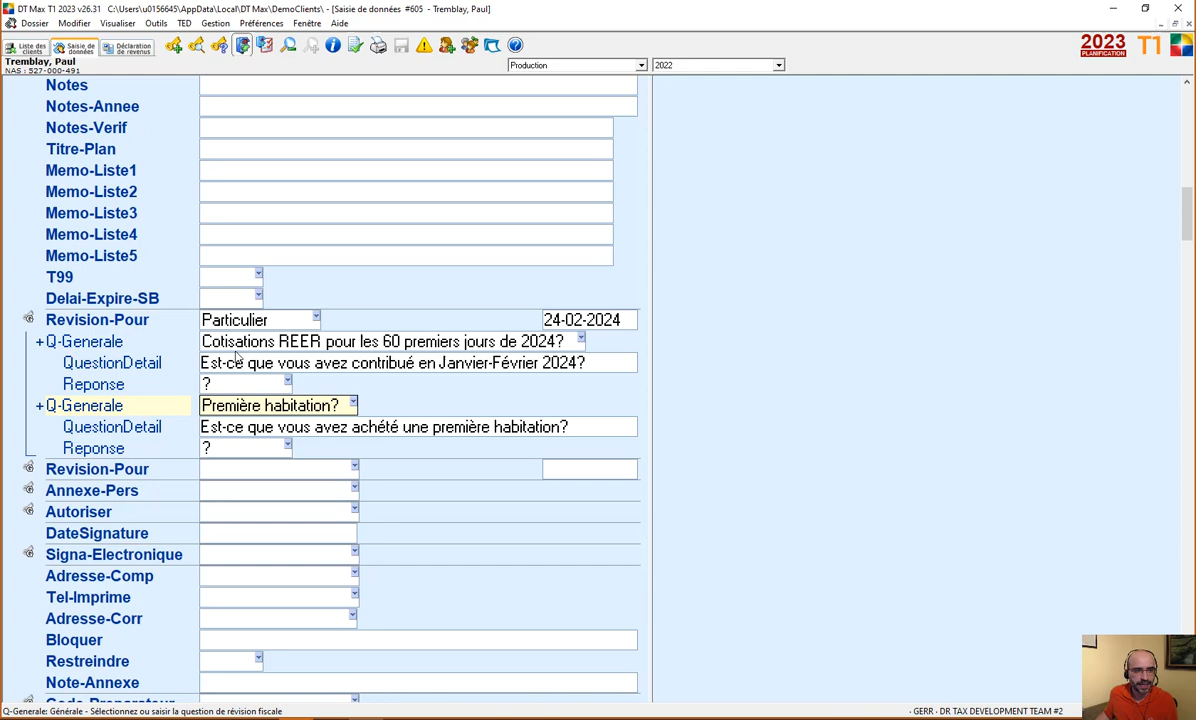 DT Max T1 2023 v26.31 C:\Users\u0156645\AppData\Local\DT Max\DemoClients\ - [Saisie de données #605 - Tremblay, Paul]
Dossier Modifier Visualiser Outils TED Gestion Préférences Fenêtre Aide
Liste des clients
Saisie de données
Déclaration de revenus
2023
PLANIFICATION
T1
Tremblay, Paul
NAS : 527-000-491
Production
2022
Notes
Notes-Annee
Notes-Verif
Titre-Plan
Memo-Liste1
Memo-Liste2
Memo-Liste3
Memo-Liste4
Memo-Liste5
T99
Delai-Expire-SB
Revision-Pour Particulier 24-02-2024
+Q-Generale Cotisations REER pour les 60 premiers jours de 2024?
QuestionDetail Est-ce que vous avez contribué en Janvier-Février 2024?
Reponse ?
+Q-Generale Première habitation?
QuestionDetail Est-ce que vous avez achété une première habitation?
Reponse ?
Revision-Pour
Annexe-Pers
Autoriser
DateSignature
Signa-Electronique
Adresse-Comp
Tel-Imprime
Adresse-Corr
Bloquer
Restreindre
Note-Annexe
Code-Preparateur
Q-Generale: Générale - Sélectionnez ou saisir la question de révision fiscale
- GERR - DR TAX DEVELOPMENT TEAM #2